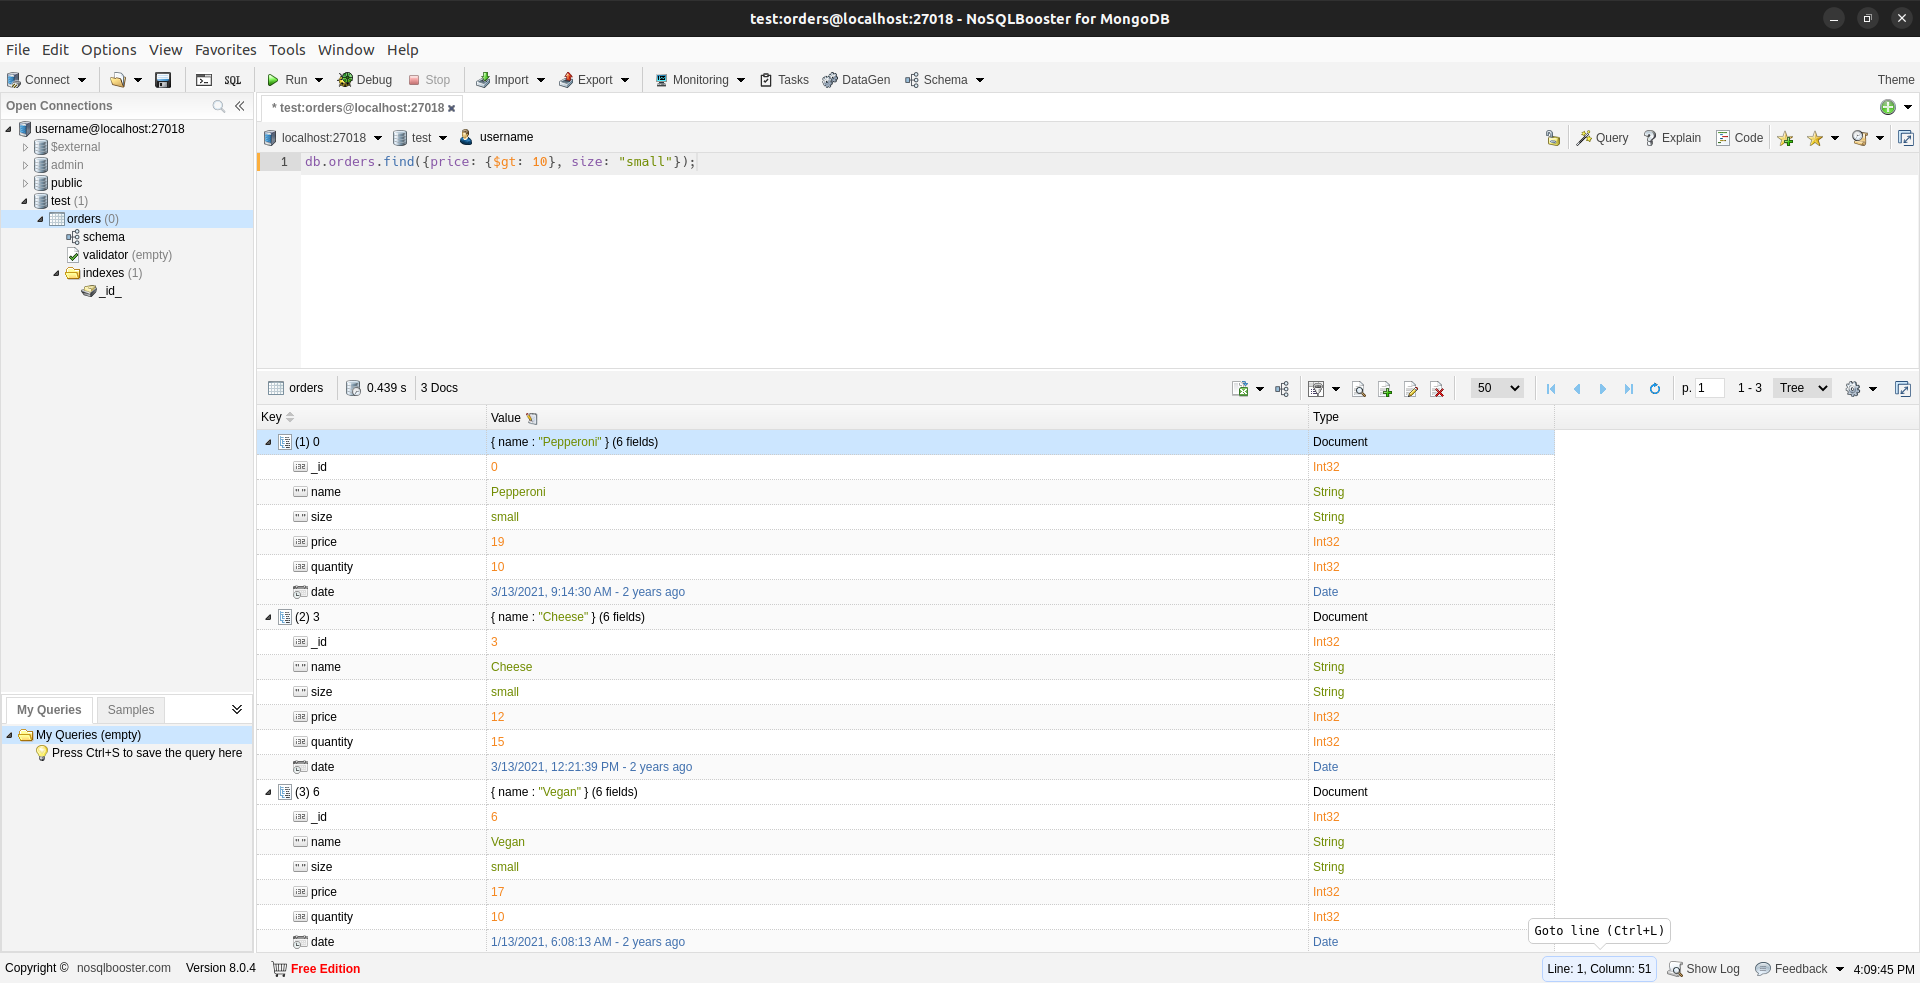 test:orders@localhost:27018 - NoSQLBooster for MongoDB
File Edit Options View Favorites Tools Window Help
Connect SQL Run Debug Stop Import Export Monitoring Tasks DataGen Schema Theme
Open Connections
username@localhost:27018
$external
admin
public
test (1)
orders (0)
schema
validator (empty)
indexes (1)
_id_
My Queries Samples
My Queries (empty)
Press Ctrl+S to save the query here
* test:orders@localhost:27018
localhost:27018 test username Query Explain Code
1 db.orders.find({price: {$gt: 10}, size: "small"});
orders 0.439 s 3 Docs 50 p. 1 1 - 3 Tree
Key Value Type
(1) 0 { name : "Pepperoni" } (6 fields) Document
_id 0 Int32
name Pepperoni String
size small String
price 19 Int32
quantity 10 Int32
date 3/13/2021, 9:14:30 AM - 2 years ago Date
(2) 3 { name : "Cheese" } (6 fields) Document
_id 3 Int32
name Cheese String
size small String
price 12 Int32
quantity 15 Int32
date 3/13/2021, 12:21:39 PM - 2 years ago Date
(3) 6 { name : "Vegan" } (6 fields) Document
_id 6 Int32
name Vegan String
size small String
price 17 Int32
quantity 10 Int32
date 1/13/2021, 6:08:13 AM - 2 years ago Date
Goto line (Ctrl+L)
Copyright © nosqlbooster.com Version 8.0.4 Free Edition Line: 1, Column: 51 Show Log Feedback 4:09:45 PM